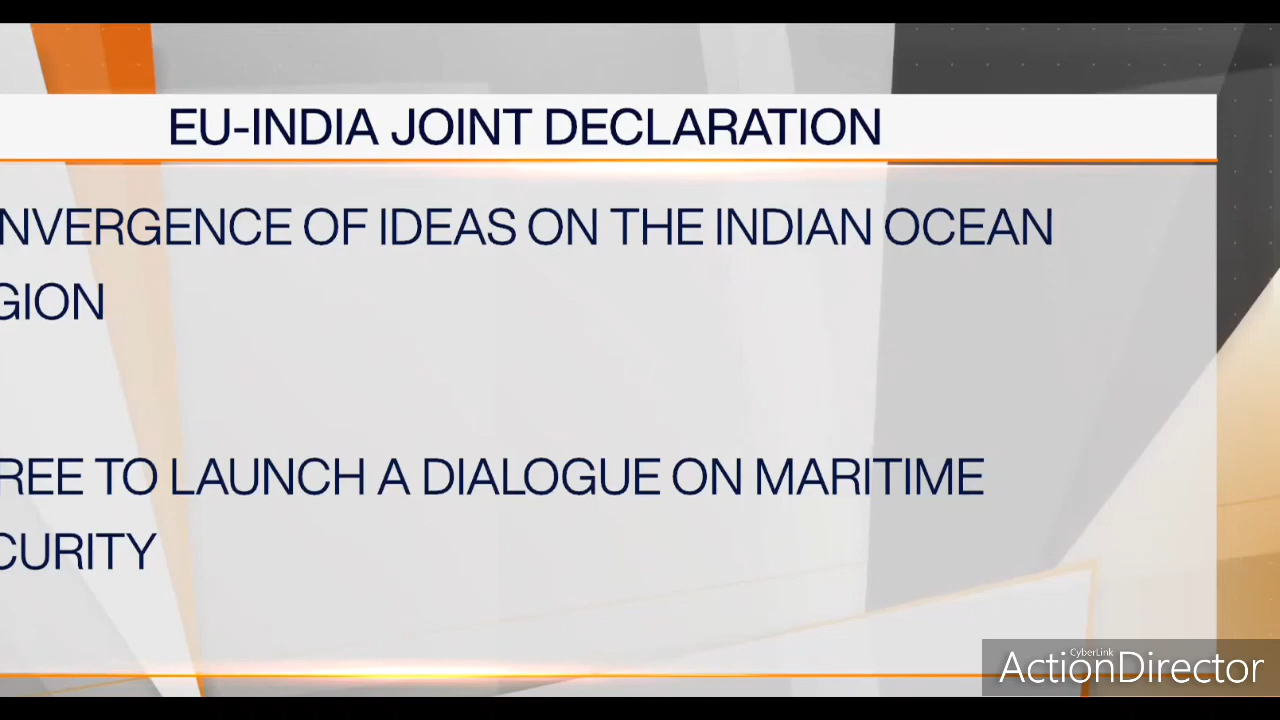 EU-INDIA JOINT DECLARATION
NVERGENCE OF IDEAS ON THE INDIAN OCEAN
GION
REE TO LAUNCH A DIALOGUE ON MARITIME
CURITY
CyberLink
ActionDirector